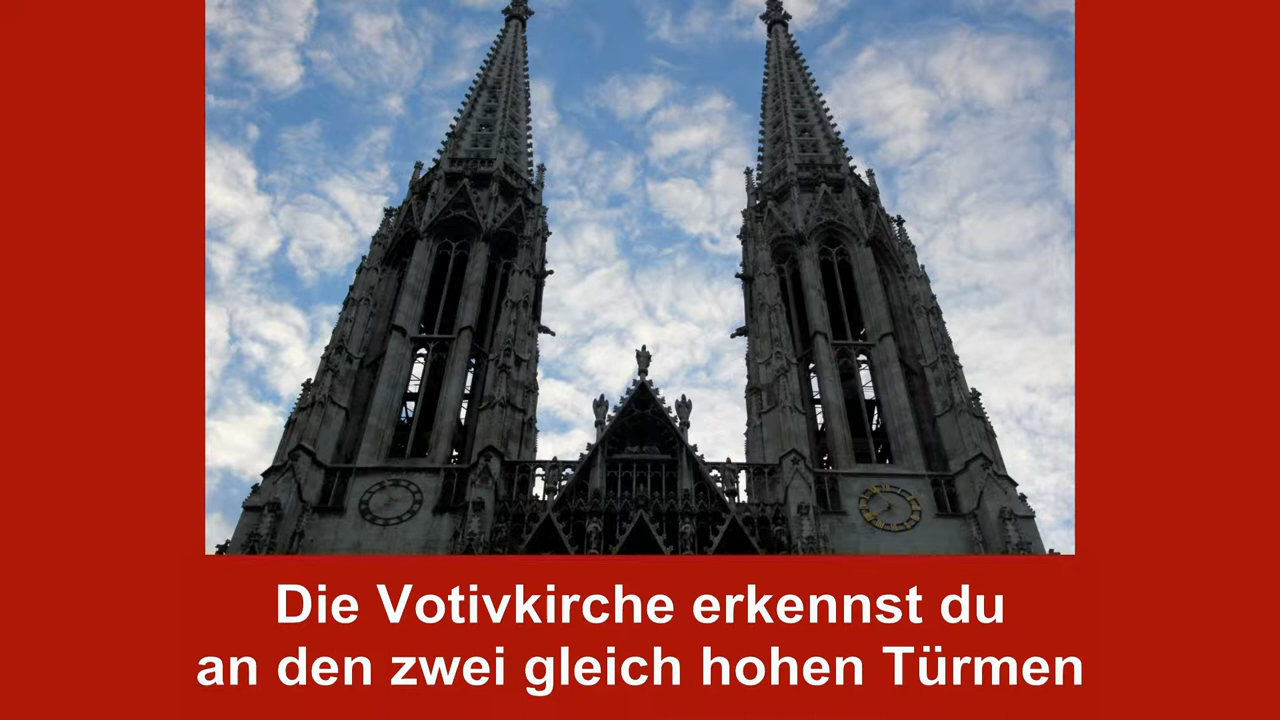 Die Votivkirche erkennst du
an den zwei gleich hohen Türmen